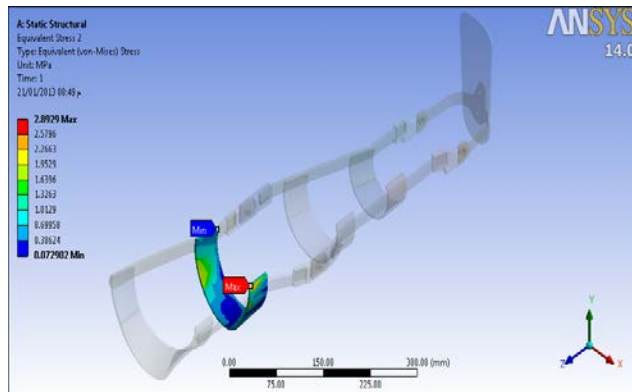 A: Static Structural
Equivalent Stress 2
Type: Equivalent (von-Mises) Stress
Unit: MPa
Time: 1
21/01/2013 08:49 م
2.8929 Max
2.5796
2.2663
1.9529
1.6396
1.3263
1.0129
0.69958
0.38624
0.072902 Min
ANSYS
14.0
Min
Max
0.00
150.00
300.00 (mm)
75.00
225.00
Y
Z
X